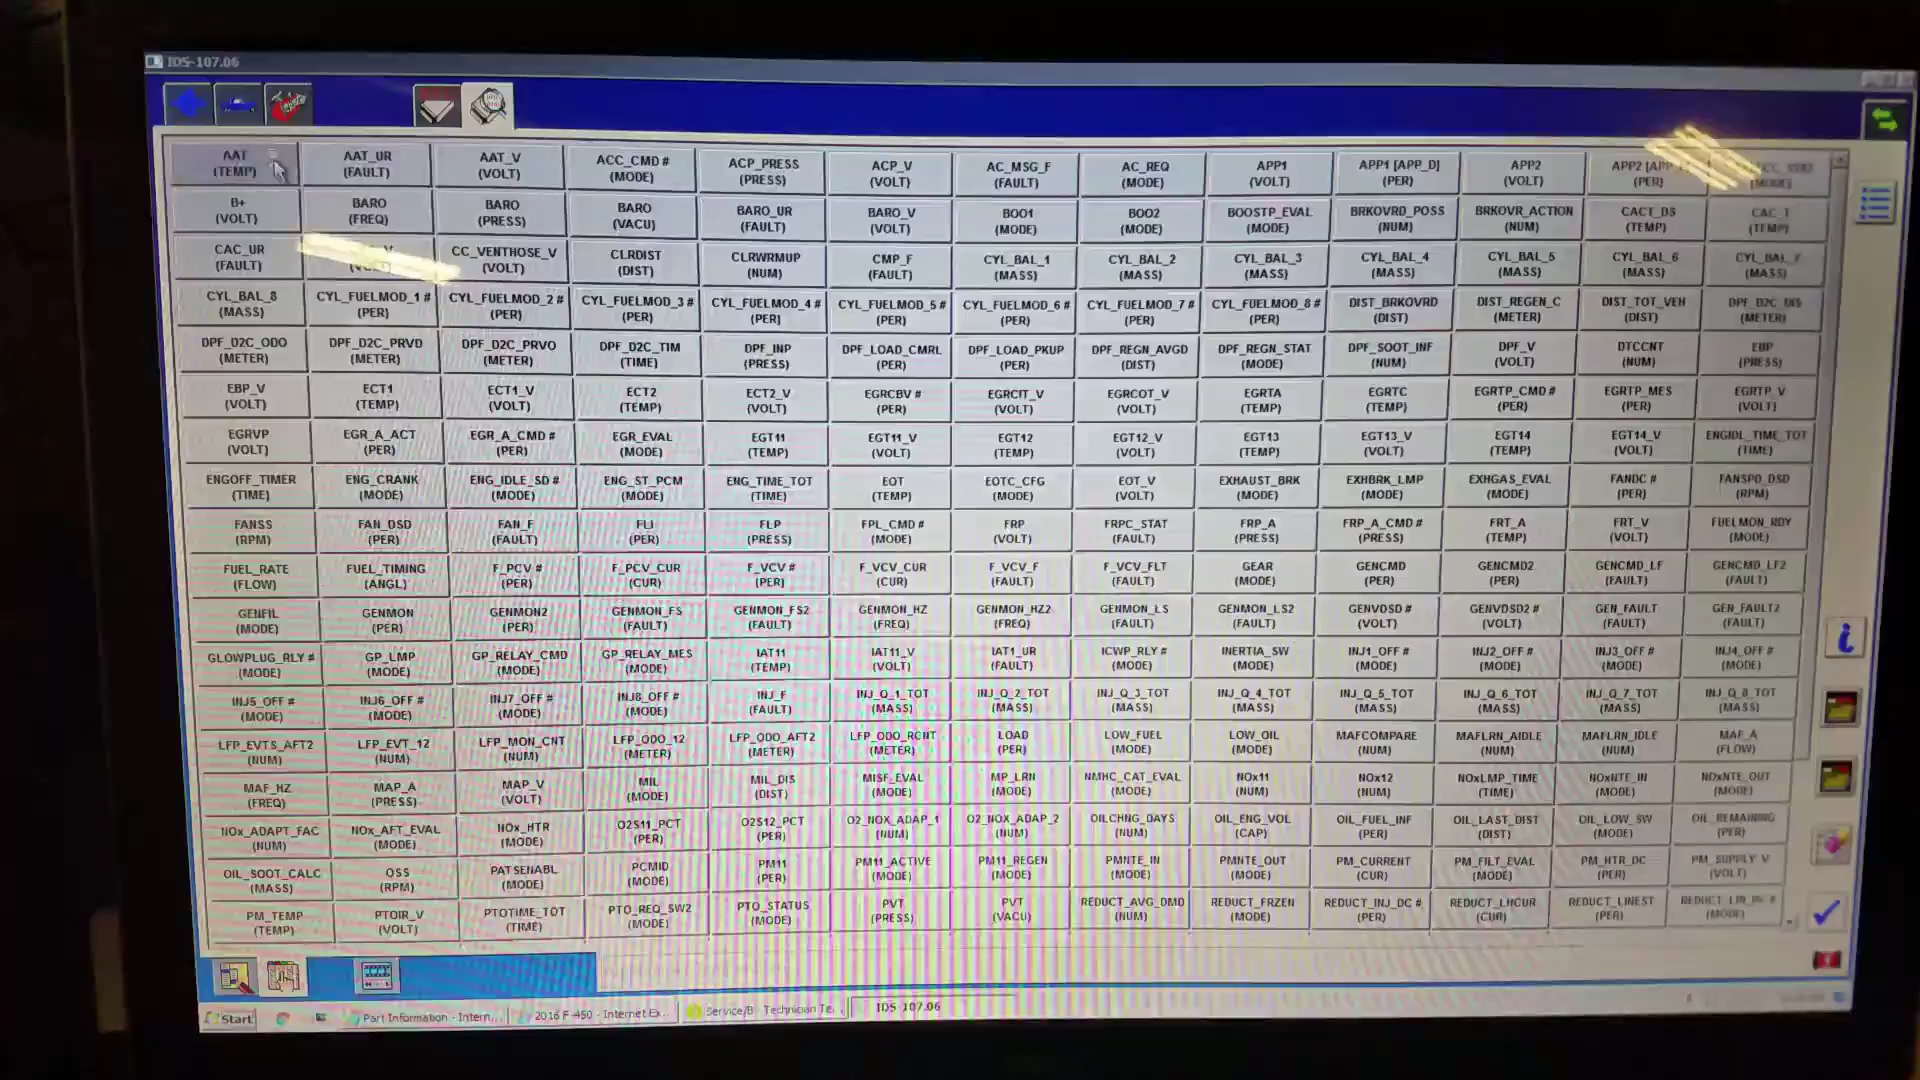 IDS-107.06
AAT AAT_UR AAT_V ACC_CMD # ACP_PRESS ACP_V AC_MSG_F AC_REQ APP1 APP1 [APP_D] APP2 APP2
(TEMP) (FAULT) (VOLT) (MODE) (PRESS) (VOLT) (FAULT) (MODE) (VOLT) (PER) (VOLT) (PER) (MODE)
B+ BARO BARO BARO BARO_UR BARO_V BOO1 BOO2 BOOSTP_EVAL BRKOVRD_POSS BRKOVR_ACTION CACT_DS CAC_T
(VOLT) (FREQ) (PRESS) (VACU) (FAULT) (VOLT) (MODE) (MODE) (MODE) (NUM) (NUM) (TEMP) (TEMP)
CAC_UR CC_VENTHOSE_V CLRDIST CLRWRMUP CMP_F CYL_BAL_1 CYL_BAL_2 CYL_BAL_3 CYL_BAL_4 CYL_BAL_5 CYL_BAL_6 CYL_BAL_7
(FAULT) (VOLT) (DIST) (NUM) (FAULT) (MASS) (MASS) (MASS) (MASS) (MASS) (MASS) (MASS)
CYL_BAL_8 CYL_FUELMOD_1 # CYL_FUELMOD_2 # CYL_FUELMOD_3 # CYL_FUELMOD_4 # CYL_FUELMOD_5 # CYL_FUELMOD_6 # CYL_FUELMOD_7 # CYL_FUELMOD_8 # DIST_BRKOVRD DIST_REGEN_C DIST_TOT_VEH DPF_D2C_DIS
(MASS) (PER) (PER) (PER) (PER) (PER) (PER) (PER) (PER) (DIST) (METER) (DIST) (METER)
DPF_D2C_ODO DPF_D2C_PRVD DPF_D2C_PRVO DPF_D2C_TIM DPF_INP DPF_LOAD_CMRL DPF_LOAD_PKUP DPF_REGN_AVGD DPF_REGN_STAT DPF_SOOT_INF DPF_V DTCCNT EBP
(METER) (METER) (METER) (TIME) (PRESS) (PER) (PER) (DIST) (MODE) (NUM) (VOLT) (NUM) (PRESS)
EBP_V ECT1 ECT1_V ECT2 ECT2_V EGRCBV # EGRCIT_V EGRCOT_V EGRTA EGRTC EGRTP_CMD # EGRTP_MES EGRTP_V
(VOLT) (TEMP) (VOLT) (TEMP) (VOLT) (PER) (VOLT) (VOLT) (TEMP) (TEMP) (PER) (PER) (VOLT)
EGRVP EGR_A_ACT EGR_A_CMD # EGR_EVAL EGT11 EGT11_V EGT12 EGT12_V EGT13 EGT13_V EGT14 EGT14_V ENGIDL_TIME_TOT
(VOLT) (PER) (PER) (MODE) (TEMP) (VOLT) (TEMP) (VOLT) (TEMP) (VOLT) (TEMP) (VOLT) (TIME)
ENGOFF_TIMER ENG_CRANK ENG_IDLE_SD # ENG_ST_PCM ENG_TIME_TOT EOT EOTC_CFG EOT_V EXHAUST_BRK EXHBRK_LMP EXHGAS_EVAL FANDC # FANSPD_DSD
(TIME) (MODE) (MODE) (MODE) (TIME) (TEMP) (MODE) (VOLT) (MODE) (MODE) (MODE) (PER) (RPM)
FANSS FAN_DSD FAN_F FLI FLP FPL_CMD # FRP FRPC_STAT FRP_A FRP_A_CMD # FRT_A FRT_V FUELMON_RDY
(RPM) (PER) (FAULT) (PER) (PRESS) (MODE) (VOLT) (FAULT) (PRESS) (PRESS) (TEMP) (VOLT) (MODE)
FUEL_RATE FUEL_TIMING F_PCV # F_PCV_CUR F_VCV # F_VCV_CUR F_VCV_F F_VCV_FLT GEAR GENCMD GENCMD2 GENCMD_LF GENCMD_LF2
(FLOW) (ANGL) (PER) (CUR) (PER) (CUR) (FAULT) (FAULT) (MODE) (PER) (PER) (FAULT) (FAULT)
GENFIL GENMON GENMON2 GENMON_FS GENMON_FS2 GENMON_HZ GENMON_HZ2 GENMON_LS GENMON_LS2 GENVDSD # GENVDSD2 # GEN_FAULT GEN_FAULT2
(MODE) (PER) (PER) (FAULT) (FAULT) (FREQ) (FREQ) (FAULT) (FAULT) (VOLT) (VOLT) (FAULT) (FAULT)
GLOWPLUG_RLY # GP_LMP GP_RELAY_CMD GP_RELAY_MES IAT11 IAT11_V IAT1_UR ICWP_RLY # INERTIA_SW INJ1_OFF # INJ2_OFF # INJ3_OFF # INJ4_OFF #
(MODE) (MODE) (MODE) (MODE) (TEMP) (VOLT) (FAULT) (MODE) (MODE) (MODE) (MODE) (MODE) (MODE)
INJ5_OFF # INJ6_OFF # INJ7_OFF # INJ8_OFF # INJ_F INJ_Q_1_TOT INJ_Q_2_TOT INJ_Q_3_TOT INJ_Q_4_TOT INJ_Q_5_TOT INJ_Q_6_TOT INJ_Q_7_TOT INJ_Q_8_TOT
(MODE) (MODE) (MODE) (MODE) (FAULT) (MASS) (MASS) (MASS) (MASS) (MASS) (MASS) (MASS) (MASS)
LFP_EVTS_AFT2 LFP_EVT_12 LFP_MON_CNT LFP_ODO_12 LFP_ODO_AFT2 LFP_ODO_RCNT LOAD LOW_FUEL LOW_OIL MAFCOMPARE MAFLRN_AIDLE MAFLRN_IDLE MAF_A
(NUM) (NUM) (NUM) (METER) (METER) (METER) (PER) (MODE) (MODE) (NUM) (NUM) (NUM) (FLOW)
MAF_HZ MAP_A MAP_V MIL MIL_DIS MISF_EVAL MP_LRN NMHC_CAT_EVAL NOx11 NOx12 NOxLMP_TIME NOxNTE_IN NOxNTE_OUT
(FREQ) (PRESS) (VOLT) (MODE) (DIST) (MODE) (MODE) (MODE) (NUM) (NUM) (TIME) (MODE) (MODE)
NOx_ADAPT_FAC NOx_AFT_EVAL NOx_HTR O2S11_PCT O2S12_PCT O2_NOX_ADAP_1 O2_NOX_ADAP_2 OILCHNG_DAYS OIL_ENG_VOL OIL_FUEL_INF OIL_LAST_DIST OIL_LOW_SW OIL_REMAINING
(NUM) (MODE) (MODE) (PER) (PER) (NUM) (NUM) (NUM) (CAP) (PER) (DIST) (MODE) (PER)
OIL_SOOT_CALC OSS PATSENABL PCMID PM11 PM11_ACTIVE PM11_REGEN PMNTE_IN PMNTE_OUT PM_CURRENT PM_FILT_EVAL PM_HTR_DC PM_SUPPLY_V
(MASS) (RPM) (MODE) (MODE) (PER) (MODE) (MODE) (MODE) (MODE) (CUR) (MODE) (PER) (VOLT)
PM_TEMP PTOIR_V PTOTIME_TOT PTO_REQ_SW2 PTO_STATUS PVT PVT REDUCT_AVG_DMD REDUCT_FRZEN REDUCT_INJ_DC # REDUCT_LHCUR REDUCT_LINEST
(TEMP) (VOLT) (TIME) (MODE) (MODE) (PRESS) (VACU) (NUM) (MODE) (PER) (CUR) (PER) (MODE)
Start Part Information - Intern... 2016 F-450 - Internet Ex... Technician Te... IDS-107.06